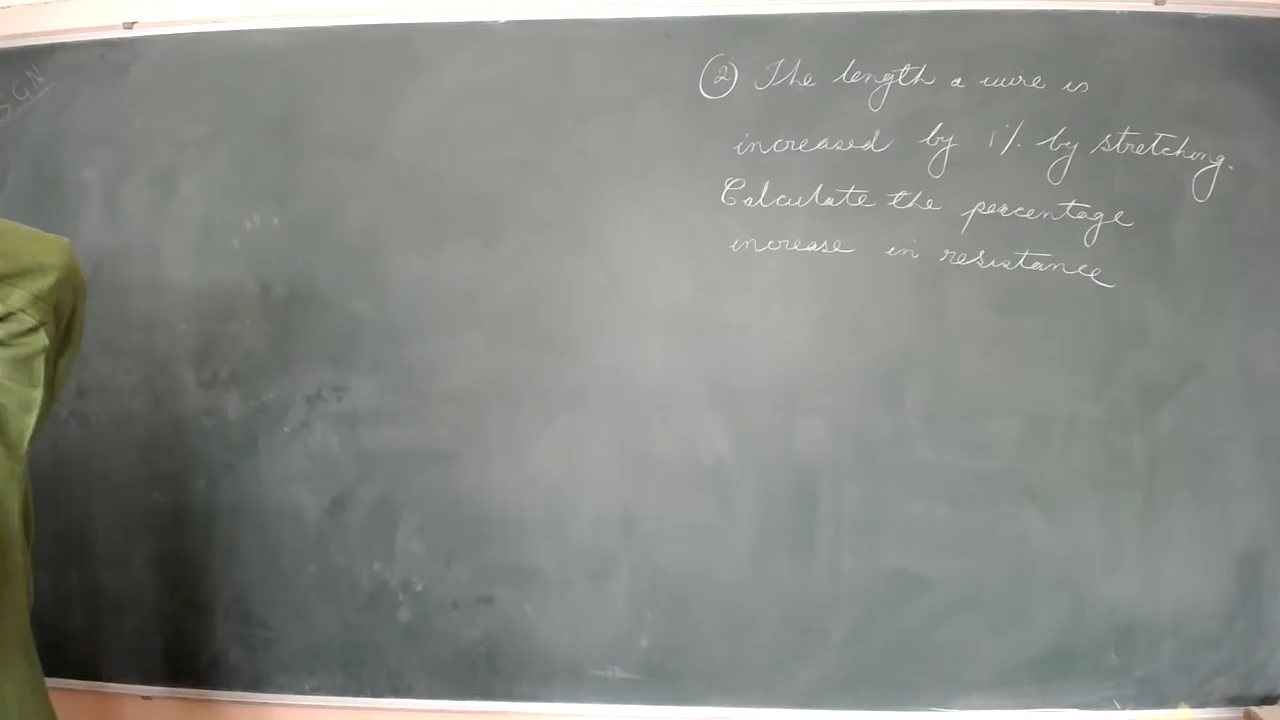 S.G.N
② The length a wire is
increased by 1% by stretching.
Calculate the percentage
increase in resistance